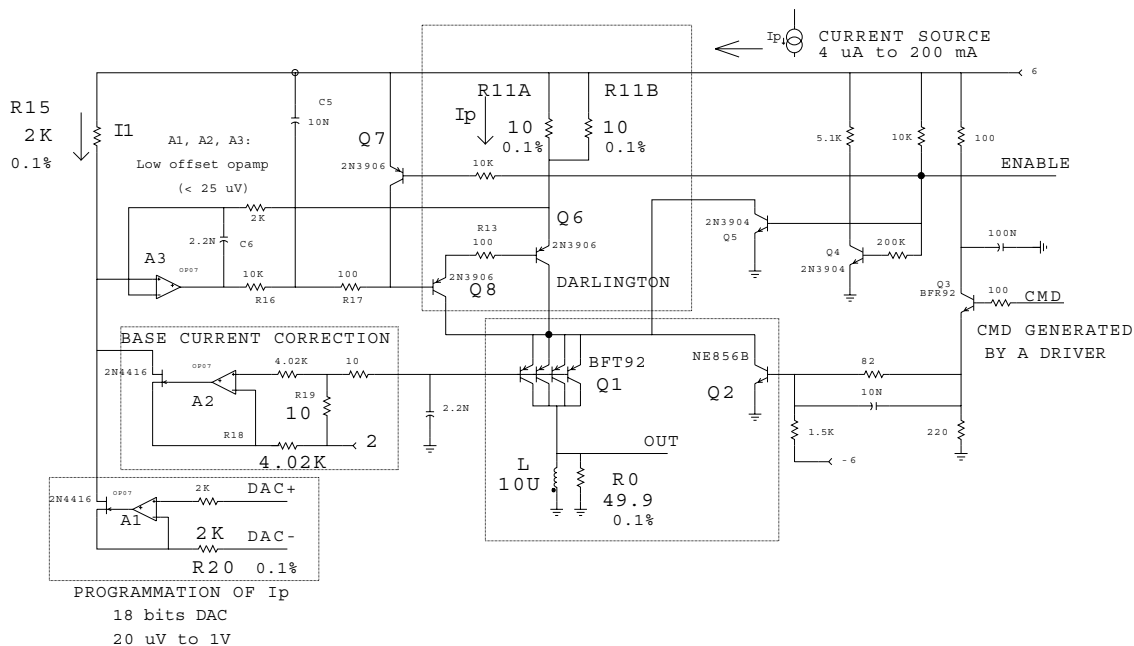 Ip
CURRENT SOURCE
4 uA to 200 mA
6
R15
2K
0.1%
I1
C5
10N
A1, A2, A3:
Low offset opamp
(< 25 uV)
Q7
2N3906
R11A
R11B
Ip
10
0.1%
10
0.1%
10K
5.1K
10K
100
ENABLE
2K
2.2N
C6
A3
OP07
10K
R16
100
R17
R13
100
Q6
2N3906
2N3906
Q8
DARLINGTON
2N3904
Q5
Q4
2N3904
200K
100N
Q3
BFR92
100
CMD
CMD GENERATED
BY A DRIVER
BASE CURRENT CORRECTION
2N4416
OP07
A2
4.02K
10
R19
10
R18
4.02K
2
2.2N
BFT92
Q1
NE856B
Q2
82
10N
1.5K
220
-6
OUT
L
10U
R0
49.9
0.1%
2N4416
OP07
A1
2K
DAC+
2K
DAC-
R20
0.1%
PROGRAMMATION OF Ip
18 bits DAC
20 uV to 1V